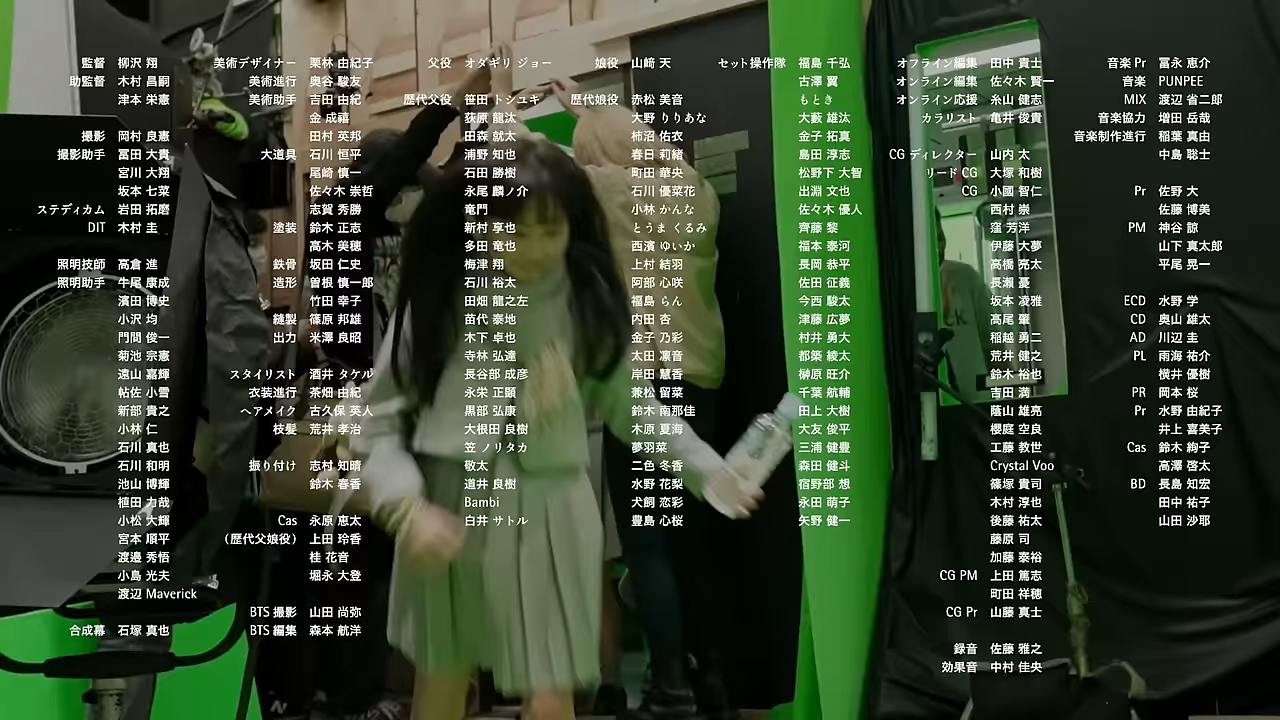 監督 柳沢 翔
助監督 木村 昌嗣
津本 栄憲
撮影 岡村 良憲
撮影助手 冨田 大貴
宮川 大翔
坂本 七菜
ステディカム 岩田 拓磨
DIT 木村 圭
照明技師 高倉 進
照明助手 牛尾 康成
濱田 博史
小沢 均
門間 俊一
菊池 宗憲
遠山 嘉輝
帖佐 小雪
新部 貴之
小林 仁
石川 真也
石川 和明
池山 博輝
植田 力哉
小松 大輝
宮本 順平
渡邉 秀悟
小島 光夫
渡辺 Maverick
合成幕 石塚 真也
美術デザイナー 栗林 由紀子
美術進行 奥谷 駿友
美術助手 吉田 由紀
金 成禧
田村 英邦
大道具 石川 恒平
尾崎 慎一
佐々木 崇哲
志賀 秀勝
塗装 鈴木 正志
高木 美穂
鉄骨 坂田 仁史
造形 曽根 慎一郎
竹田 幸子
縫製 篠原 邦雄
出力 米澤 良昭
スタイリスト 酒井 タケル
衣装進行 茶畑 由紀
ヘアメイク 古久保 英人
枝髪 荒井 孝治
振り付け 志村 知晴
鈴木 春香
Cas 永原 恵太
(歴代父娘役) 上田 玲香
桂 花音
堀永 大登
BTS 撮影 山田 尚弥
BTS 編集 森本 航洋
父役 オダギリ ジョー
歴代父役 笹田 トシユキ
荻原 龍汰
田森 就太
浦野 知也
石田 勝樹
永尾 麟ノ介
竜門
新村 享也
多田 竜也
梅津 翔
石川 裕太
田畑 龍之左
苗代 泰地
木下 卓也
寺林 弘達
長谷部 成彦
永栄 正顕
黒部 弘康
大根田 良樹
笠 ノリタカ
敬太
道井 良樹
Bambi
白井 サトル
娘役 山﨑 天
歴代娘役 赤松 美音
大野 りりあな
柿沼 佑衣
春日 莉緒
町田 華央
石川 優菜花
小林 かんな
とうま くるみ
西濱 ゆいか
上村 結羽
阿部 心咲
福島 らん
内田 杏
金子 乃彩
太田 凛音
岸田 慧香
兼松 留菜
鈴木 南那佳
木原 夏海
夢羽菜
二色 冬香
水野 花梨
犬飼 恋彩
豊島 心桜
セット操作隊 福島 千弘
古澤 翼
もとき
大藪 雄汰
金子 拓真
島田 淳志
松野下 大智
出淵 文也
佐々木 優人
齊藤 黎
福本 泰河
長岡 恭平
佐田 征義
今西 駿太
津藤 広夢
村井 勇大
都築 綾太
榊原 旺介
千葉 航輔
田上 大樹
大友 俊平
三浦 健豊
森田 健斗
宿野部 想
永田 萌子
矢野 健一
オフライン編集 田中 貴士
オンライン編集 佐々木 賢一
オンライン応援 糸山 健志
カラリスト 亀井 俊貴
CG ディレクター 山内 太
リード CG 大塚 和樹
CG 小國 智仁
西村 崇
窪 芳洋
伊藤 大夢
髙橋 亮太
長瀬 憂
坂本 凌雅
高尾 肇
稲越 勇二
荒井 健之
鈴木 裕也
吉田 満
蔭山 雄亮
櫻庭 空良
工藤 教世
Crystal Voo
篠塚 貴司
木村 淳也
後藤 祐太
藤原 司
加藤 泰裕
CG PM 上田 篤志
町田 祥穂
CG Pr 山藤 真士
録音 佐藤 雅之
効果音 中村 佳央
音楽 Pr 冨永 恵介
音楽 PUNPEE
MIX 渡辺 省二郎
音楽協力 増田 岳哉
音楽制作進行 稲葉 真由
中島 聡士
Pr 佐野 大
佐藤 博美
PM 神谷 諒
山下 真太郎
平尾 晃一
ECD 水野 学
CD 奥山 雄太
AD 川辺 圭
PL 雨海 祐介
横井 優樹
PR 岡本 桜
Pr 水野 由紀子
井上 喜美子
Cas 鈴木 絢子
高澤 啓太
BD 長島 知宏
田中 祐子
山田 沙耶